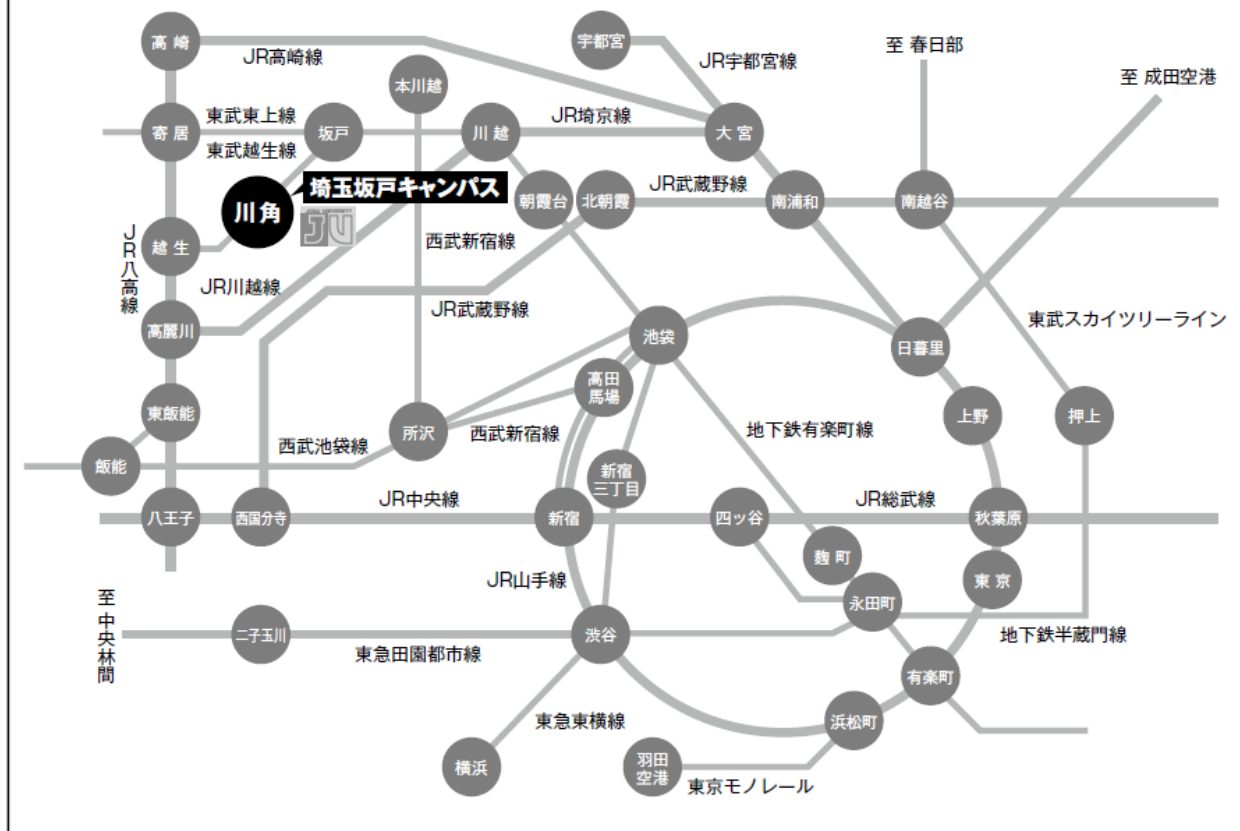 高崎
JR高崎線
宇都宮
JR宇都宮線
至 春日部
至 成田空港
本川越
寄居
東武東上線
東武越生線
坂戸
川越
JR埼京線
大宮
川角
埼玉坂戸キャンパス
JU
朝霞台
北朝霞
JR武蔵野線
南浦和
南越谷
越生
JR八高線
西武新宿線
JR川越線
JR武蔵野線
高麗川
池袋
日暮里
東武スカイツリーライン
高田
馬場
東飯能
所沢
西武新宿線
地下鉄有楽町線
上野
押上
飯能
西武池袋線
新宿
三丁目
八王子
西国分寺
JR中央線
新宿
四ッ谷
JR総武線
秋葉原
麹町
東京
JR山手線
永田町
至 中央林間
二子玉川
東急田園都市線
渋谷
地下鉄半蔵門線
有楽町
東急東横線
浜松町
横浜
羽田
空港
東京モノレール